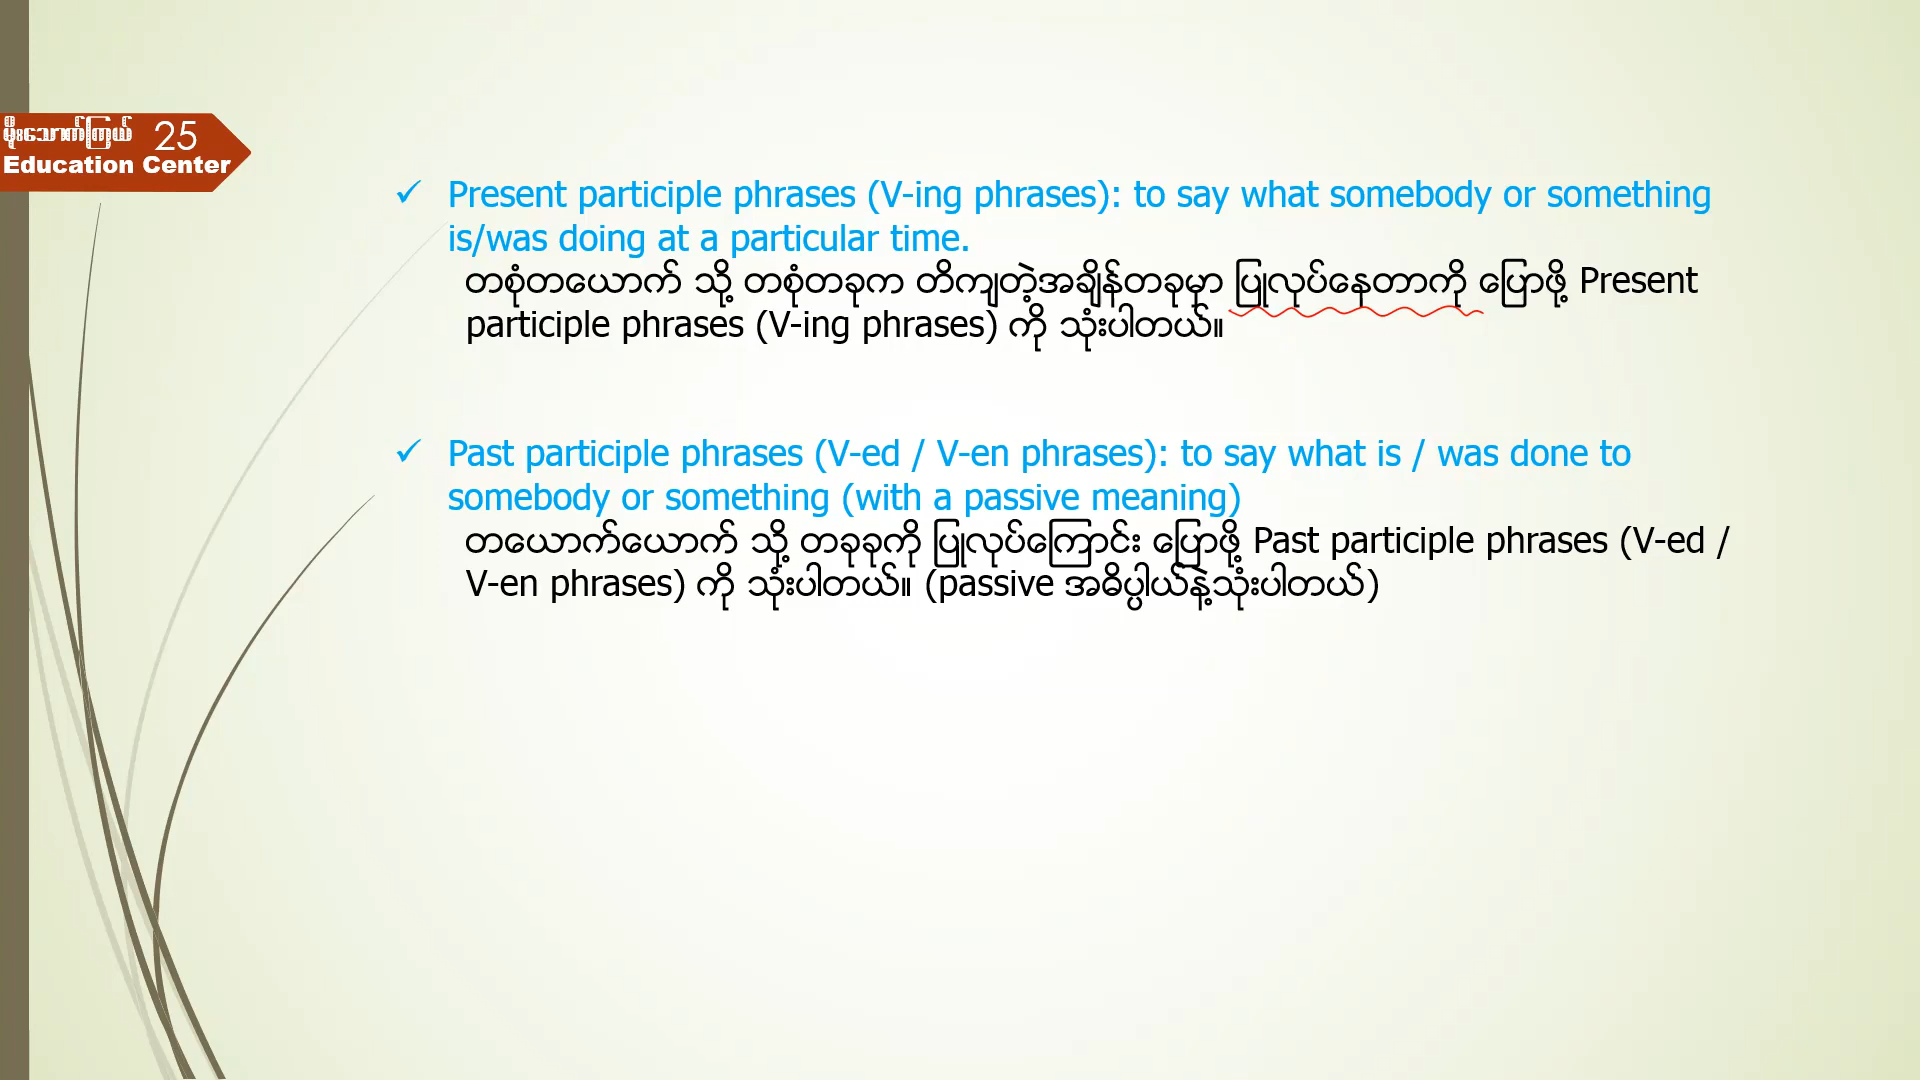 25
Education Center
Present participle phrases (V-ing phrases): to say what somebody or something
is/was doing at a particular time.
တစုံတယောက် သို့ တစုံတခုက တိကျတဲ့အချိန်တခုမှာ ပြုလုပ်နေတာကို ပြောဖို့ Present
participle phrases (V-ing phrases) ကို သုံးပါတယ်။
Past participle phrases (V-ed / V-en phrases): to say what is / was done to
somebody or something (with a passive meaning)
တယောက်ယောက် သို့ တခုခုကို ပြုလုပ်ကြောင်း ပြောဖို့ Past participle phrases (V-ed /
V-en phrases) ကို သုံးပါတယ်။ (passive အဓိပ္ပါယ်နဲ့သုံးပါတယ်)